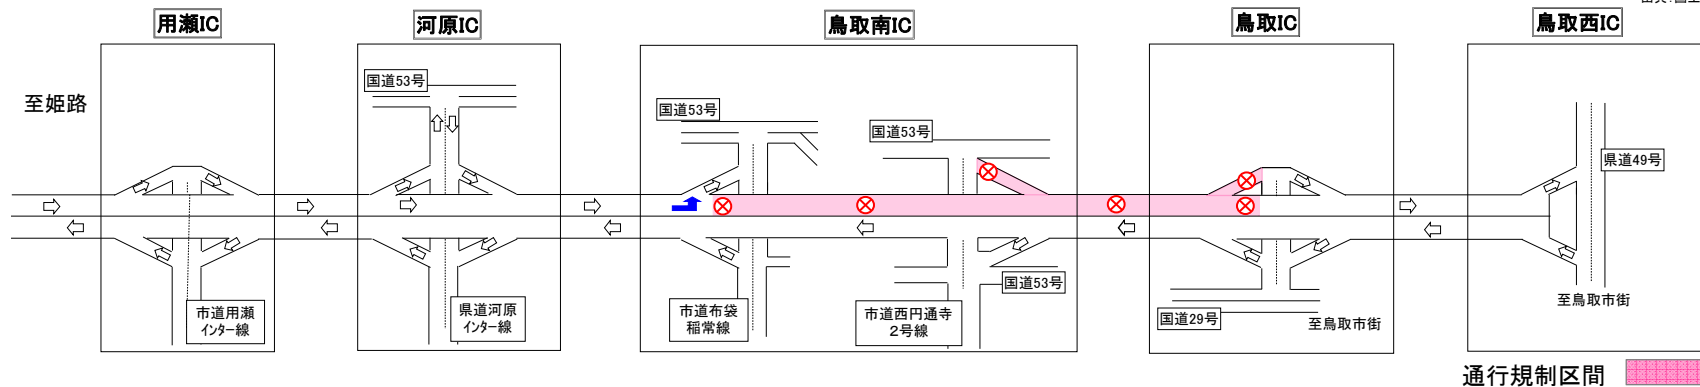 用瀬IC
河原IC
鳥取南IC
鳥取IC
鳥取西IC
至姫路
国道53号
国道53号
国道53号
県道49号
国道53号
市道用瀬
インター線
県道河原
インター線
市道布袋
稲常線
市道西円通寺
2号線
国道29号
至鳥取市街
至鳥取市街
通行規制区間